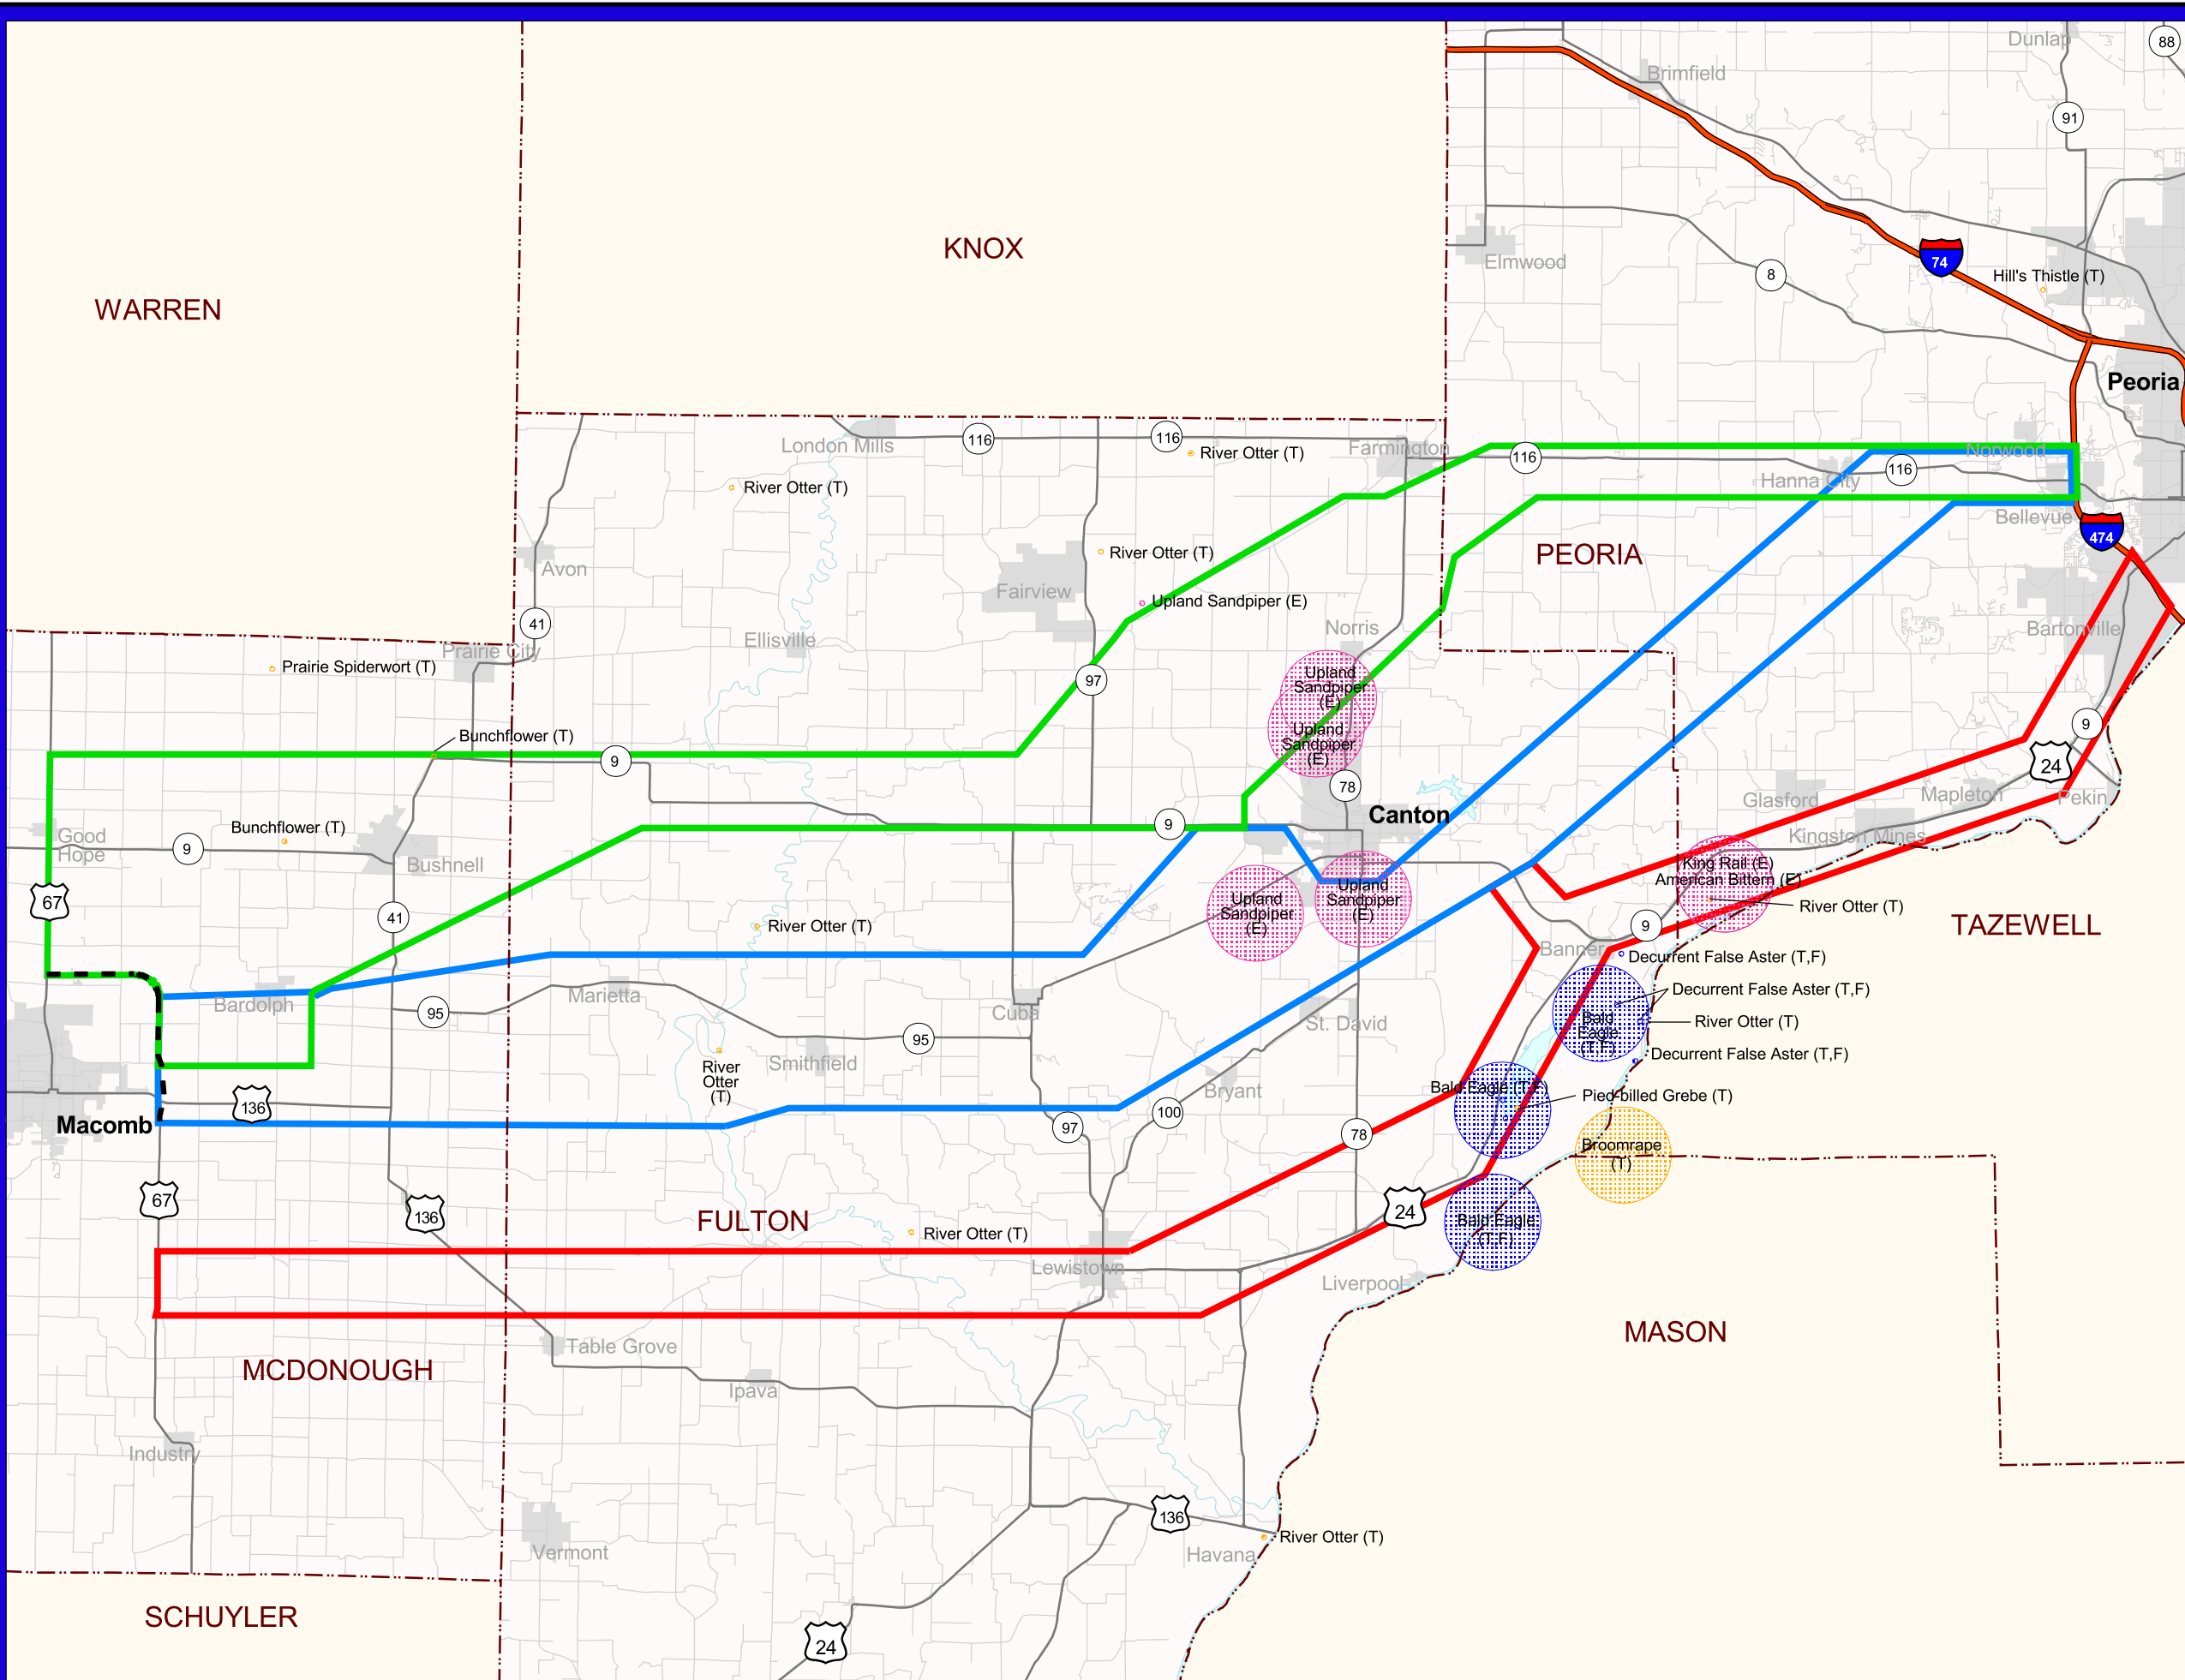 Dunlap
88
Brimfield
91
KNOX
Elmwood
74
8
Hill's Thistle (T)
WARREN
Peoria
London Mills
116
116
River Otter (T)
Farmington
116
Norwood
116
Hanna City
River Otter (T)
Bellevue
474
Avon
River Otter (T)
PEORIA
Fairview
Upland Sandpiper (E)
41
Ellisville
Norris
Bartonville
Prairie City
Prairie Spiderwort (T)
97
Upland
Sandpiper
(E)
Upland
Sandpiper
(E)
9
Bunchflower (T)
9
24
78
Glasford
Mapleton
Pekin
Canton
Good
Hope
Bunchflower (T)
9
9
Kingston Mines
Bushnell
King Rail (E)
American Bittern (E)
67
41
Upland
Sandpiper
(E)
Upland
Sandpiper
(E)
River Otter (T)
River Otter (T)
9
TAZEWELL
Banner
Decurrent False Aster (T,F)
Bardolph
Marietta
Decurrent False Aster (T,F)
95
Cuba
St. David
Bald
Eagle
(T,F)
River Otter (T)
95
Smithfield
River
Otter
(T)
Decurrent False Aster (T,F)
136
Bryant
Bald Eagle (T,F)
Pied-billed Grebe (T)
Macomb
97
100
78
Broomrape
(T)
67
136
FULTON
River Otter (T)
24
Bald Eagle
(T,F)
Lewistown
Liverpool
MASON
Table Grove
MCDONOUGH
Ipava
Industry
136
Vermont
Havana
River Otter (T)
SCHUYLER
24